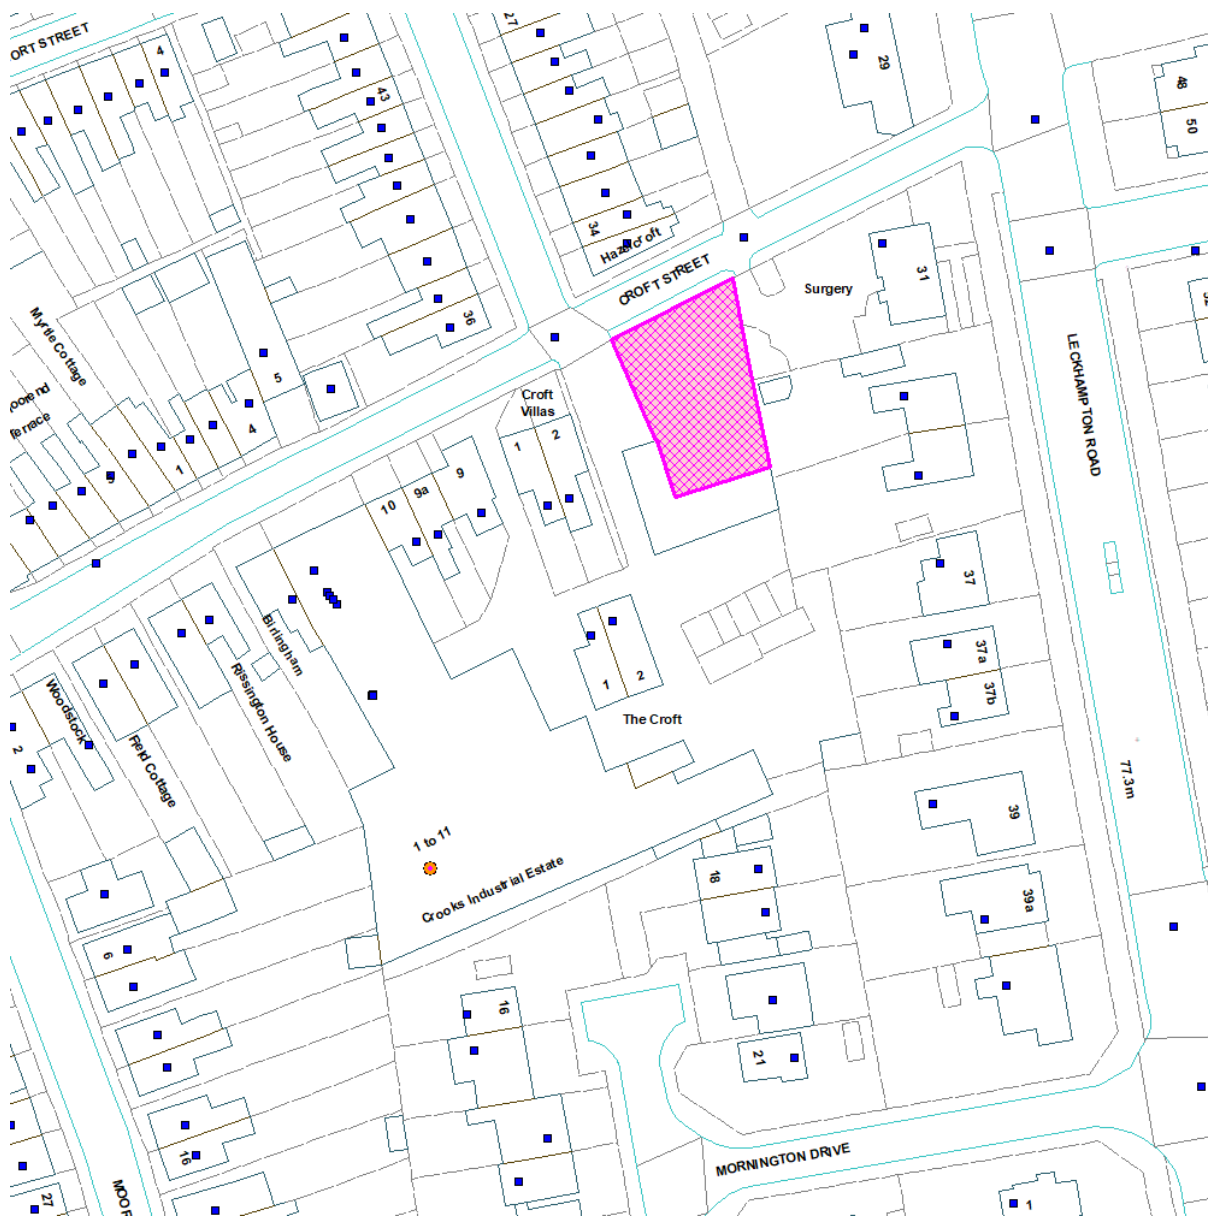 ORT STREET
4
27
43
29
48
50
34
Hazelcroft
CROFT STREET
Surgery
31
36
Myrtle Cottage
5
oorend
Terrace
4
1
Croft
Villas
1
2
9
9a
10
LECKHAMPTON ROAD
37
Birlingham
Rissington House
Woodstock
Field Cottage
2
37a
37b
1
2
The Croft
77.3m
39
1 to 11
Crooks Industrial Estate
18
39a
6
16
21
16
MORNINGTON DRIVE
MOOR
27
1